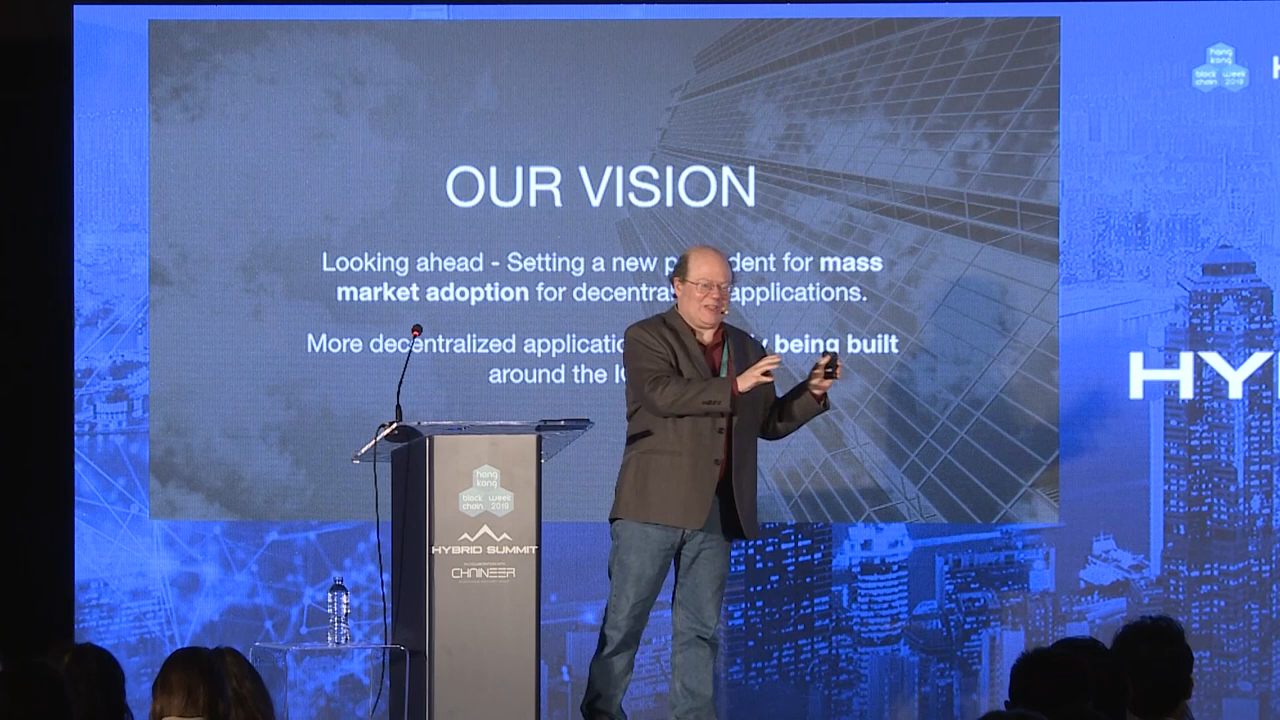 OUR VISION
Looking ahead - Setting a new dent for mass
market adoption for decentra applications.
More decentralized applicatio being built
around the
hong
kong
block week
chain 2019
HY
hong
kong
block week
chain 2019
HYBRID SUMMIT
CHAINEER